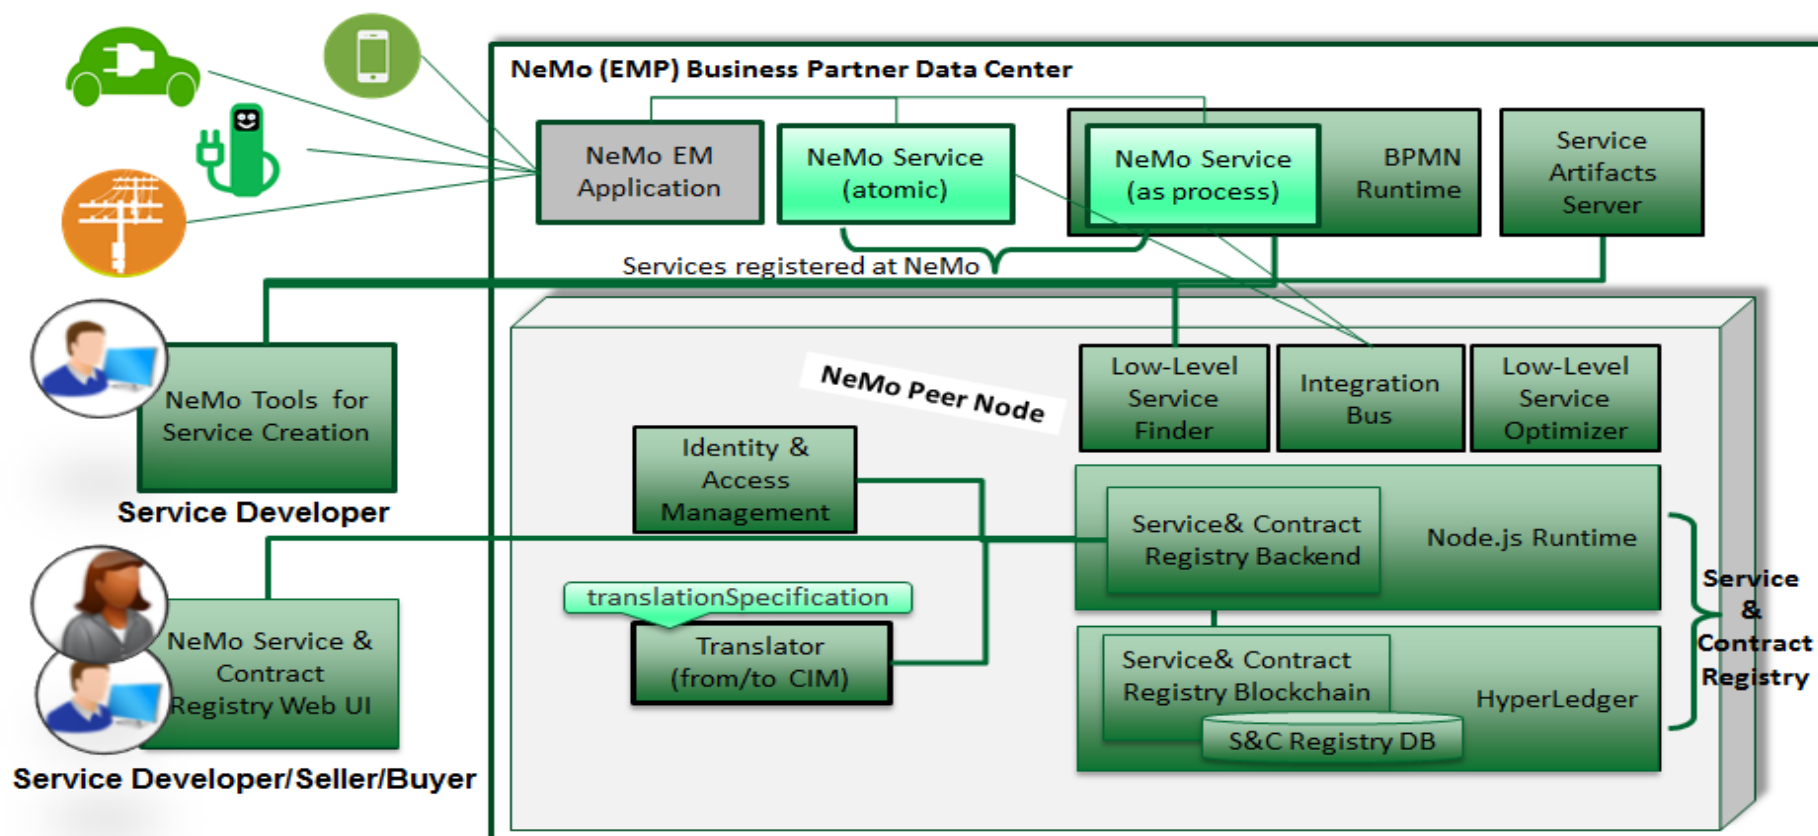 NeMo (EMP) Business Partner Data Center
NeMo EM
Application
NeMo Service
(atomic)
NeMo Service
(as process)
BPMN
Runtime
Service
Artifacts
Server
Services registered at NeMo
NeMo Tools for
Service Creation
Service Developer
NeMo Peer Node
Low-Level
Service
Finder
Integration
Bus
Low-Level
Service
Optimizer
Identity &
Access
Management
Service& Contract
Registry Backend
Node.js Runtime
translationSpecification
Translator
(from/to CIM)
Service& Contract
Registry Blockchain
S&C Registry DB
HyperLedger
Service
&
Contract
Registry
NeMo Service &
Contract
Registry Web UI
Service Developer/Seller/Buyer